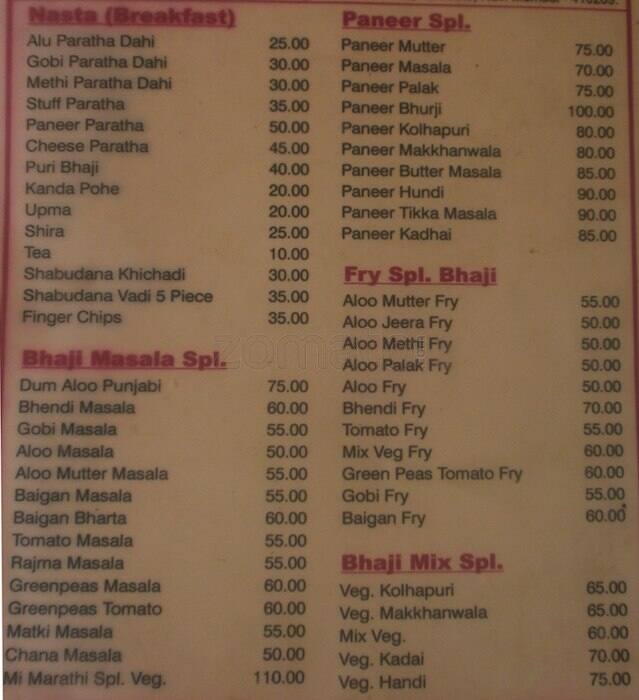 Nasta (Breakfast)
Alu Paratha Dahi 25.00
Gobi Paratha Dahi 30.00
Methi Paratha Dahi 30.00
Stuff Paratha 35.00
Paneer Paratha 50.00
Cheese Paratha 45.00
Puri Bhaji 40.00
Kanda Pohe 20.00
Upma 20.00
Shira 25.00
Tea 10.00
Shabudana Khichadi 30.00
Shabudana Vadi 5 Piece 35.00
Finger Chips 35.00
Bhaji Masala Spl.
Dum Aloo Punjabi 75.00
Bhendi Masala 60.00
Gobi Masala 55.00
Aloo Masala 50.00
Aloo Mutter Masala 55.00
Baigan Masala 55.00
Baigan Bharta 60.00
Tomato Masala 55.00
Rajma Masala 55.00
Greenpeas Masala 60.00
Greenpeas Tomato 60.00
Matki Masala 55.00
Chana Masala 50.00
Mi Marathi Spl. Veg. 110.00
Paneer Spl.
Paneer Mutter 75.00
Paneer Masala 70.00
Paneer Palak 75.00
Paneer Bhurji 100.00
Paneer Kolhapuri 80.00
Paneer Makkhanwala 80.00
Paneer Butter Masala 85.00
Paneer Hundi 90.00
Paneer Tikka Masala 90.00
Paneer Kadhai 85.00
Fry Spl. Bhaji
Aloo Mutter Fry 55.00
Aloo Jeera Fry 50.00
Aloo Methi Fry 50.00
Aloo Palak Fry 50.00
Aloo Fry 50.00
Bhendi Fry 70.00
Tomato Fry 55.00
Mix Veg Fry 60.00
Green Peas Tomato Fry 60.00
Gobi Fry 55.00
Baigan Fry 60.00
Bhaji Mix Spl.
Veg. Kolhapuri 65.00
Veg. Makkhanwala 65.00
Mix Veg. 60.00
Veg. Kadai 70.00
Veg. Handi 75.00